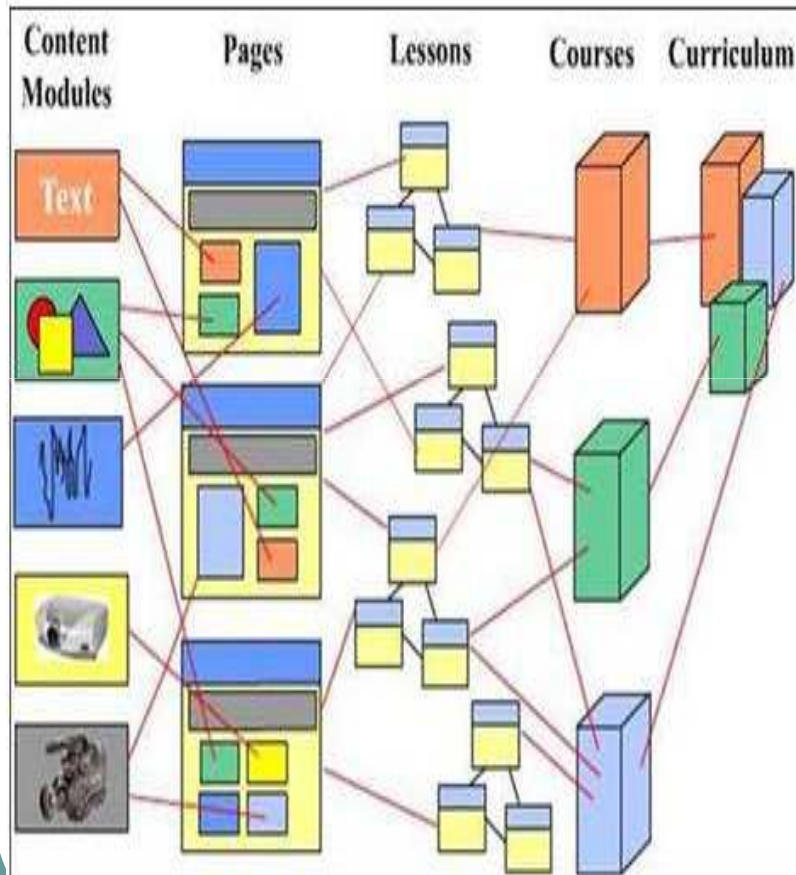 Content
Modules
Pages
Lessons
Courses
Curriculum
Text